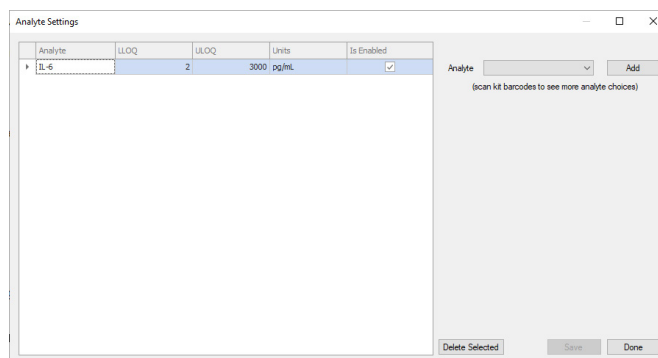 Analyte Settings
Analyte LLOQ ULOQ Units Is Enabled
IL-6 2 3000 pg/mL
Analyte Add
(scan kit barcodes to see more analyte choices)
Delete Selected Save Done